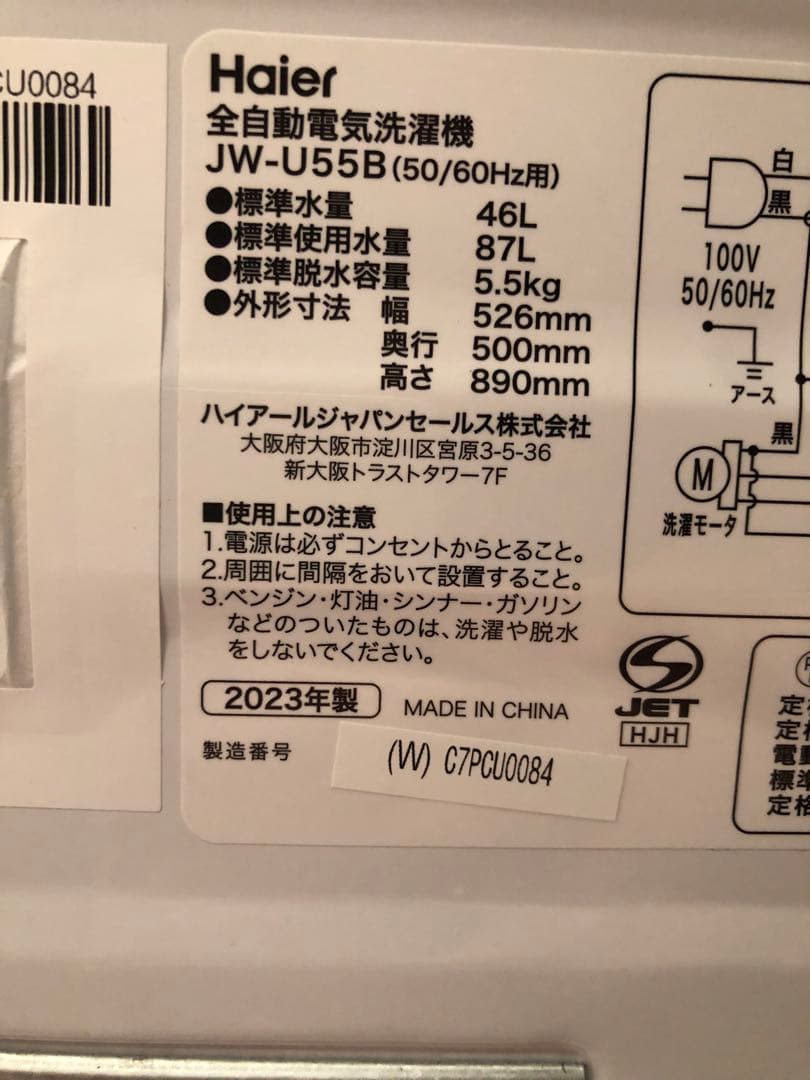 CU0084
Haier
全自動電気洗濯機
JW-U55B(50/60Hz用)
●標準水量 46L
●標準使用水量 87L
●標準脱水容量 5.5kg
●外形寸法 幅 526mm
奥行 500mm
高さ 890mm
ハイアールジャパンセールス株式会社
大阪府大阪市淀川区宮原3-5-36
新大阪トラストタワー7F
■使用上の注意
1.電源は必ずコンセントからとること。
2.周囲に間隔をおいて設置すること。
3.ベンジン・灯油・シンナー・ガソリン
などのついたものは、洗濯や脱水
をしないでください。
2023年製 MADE IN CHINA
製造番号 (W) C7PCU0084
白
黒
100V
50/60Hz
アース
黒
M
洗濯モータ
JET
HJH
定格
定格
電動
標準
定格